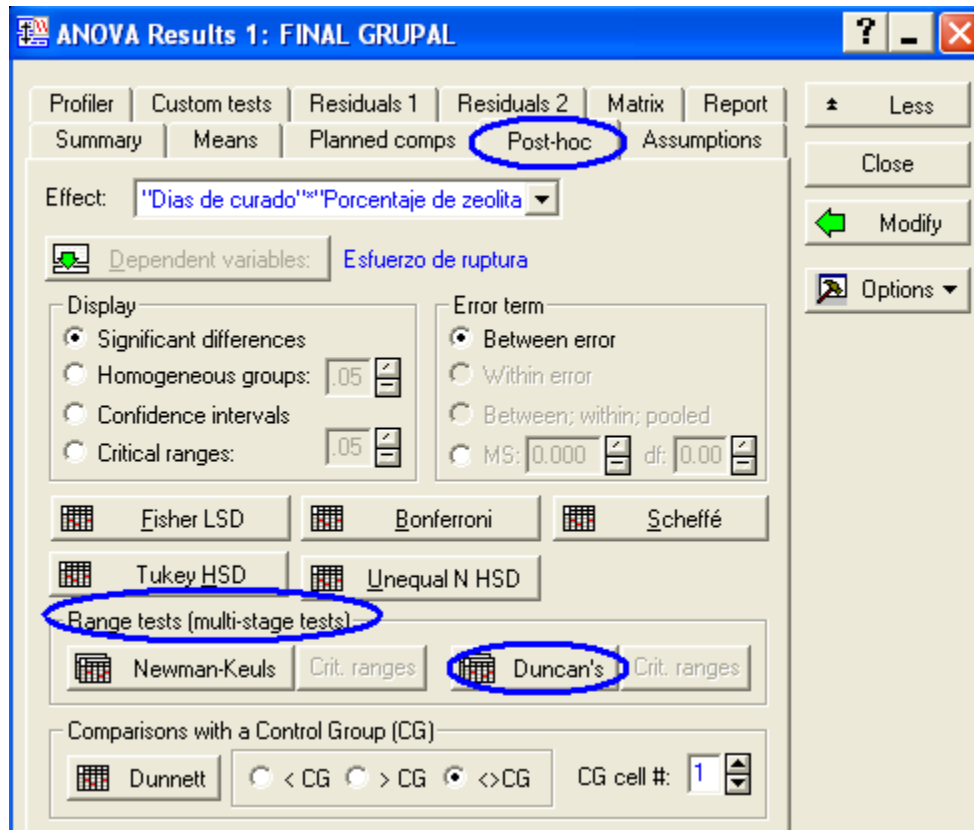 ANOVA Results 1: FINAL GRUPAL
Profiler Custom tests Residuals 1 Residuals 2 Matrix Report
Summary Means Planned comps Post-hoc Assumptions
Less
Close
Modify
Options
Effect: "Dias de curado"*"Porcentaje de zeolita
Dependent variables: Esfuerzo de ruptura
Display
Significant differences
Homogeneous groups: .05
Confidence intervals
Critical ranges: .05
Error term
Between error
Within error
Between; within; pooled
MS: 0.000 df: 0.00
Fisher LSD Bonferroni Scheffé
Tukey HSD Unequal N HSD
Range tests (multi-stage tests)
Newman-Keuls Crit. ranges Duncan's Crit. ranges
Comparisons with a Control Group (CG)
Dunnett < CG > CG <>CG CG cell #: 1